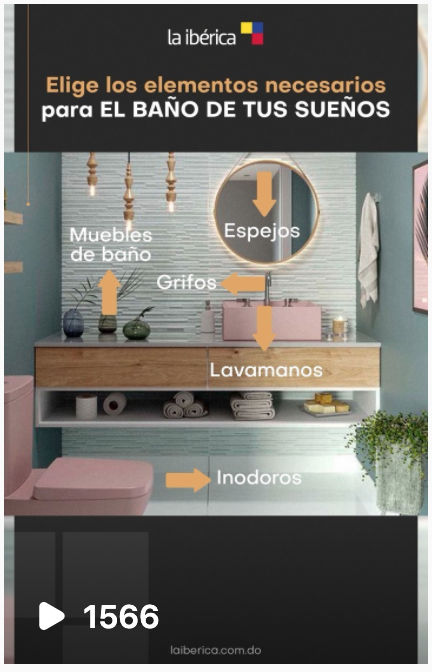 la ibérica
Elige los elementos necesarios
para EL BAÑO DE TUS SUEÑOS
Espejos
Muebles
de baño
Grifos
Lavamanos
Inodoros
1566
laiberica.com.do